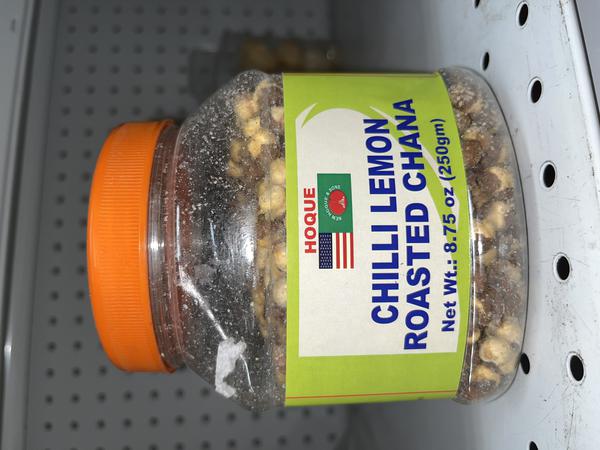 HOQUE
CHILLI LEMON
ROASTED CHANA
Net Wt.: 8.75 oz (250gm)